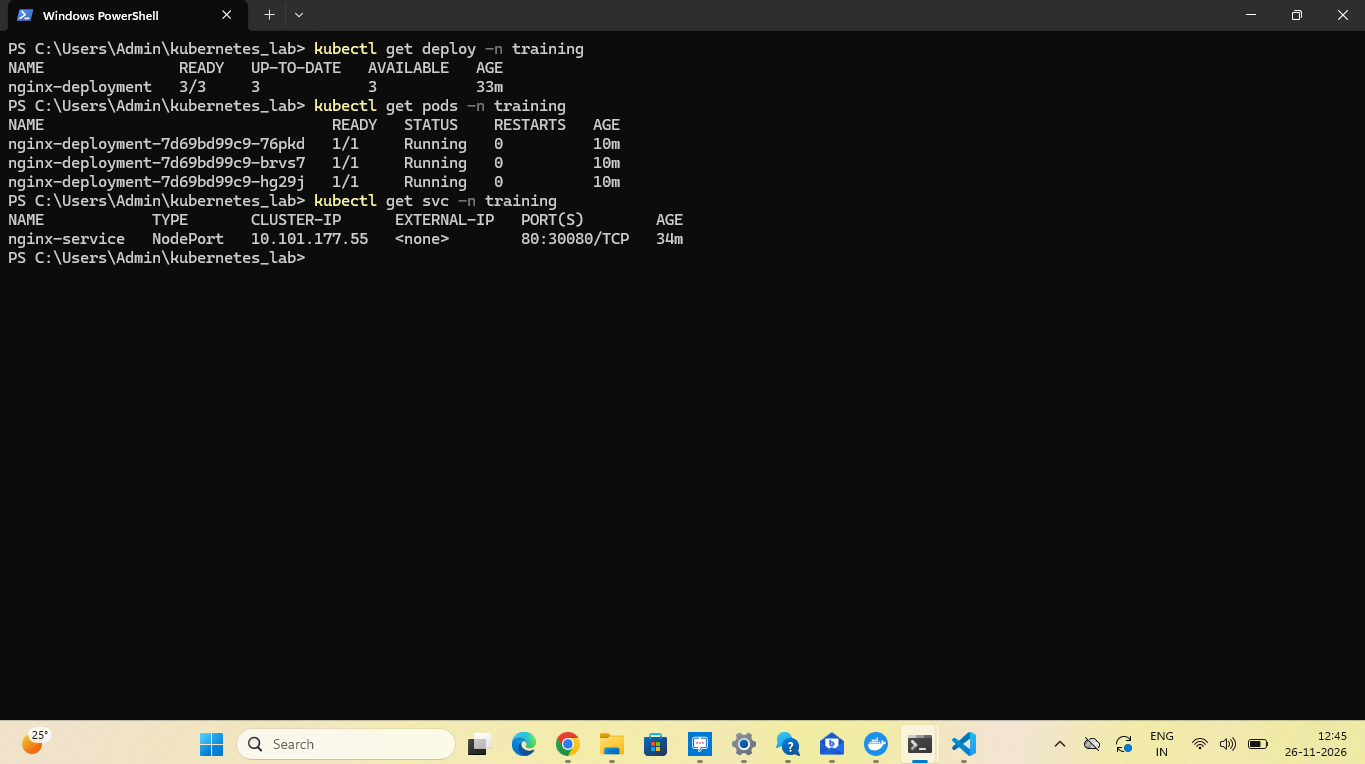 Windows PowerShell
PS C:\Users\Admin\kubernetes_lab> kubectl get deploy -n training
NAME READY UP-TO-DATE AVAILABLE AGE
nginx-deployment 3/3 3 3 33m
PS C:\Users\Admin\kubernetes_lab> kubectl get pods -n training
NAME READY STATUS RESTARTS AGE
nginx-deployment-7d69bd99c9-76pkd 1/1 Running 0 10m
nginx-deployment-7d69bd99c9-brvs7 1/1 Running 0 10m
nginx-deployment-7d69bd99c9-hg29j 1/1 Running 0 10m
PS C:\Users\Admin\kubernetes_lab> kubectl get svc -n training
NAME TYPE CLUSTER-IP EXTERNAL-IP PORT(S) AGE
nginx-service NodePort 10.101.177.55 <none> 80:30080/TCP 34m
PS C:\Users\Admin\kubernetes_lab>
25°
Search
ENG
IN
12:45
26-11-2026